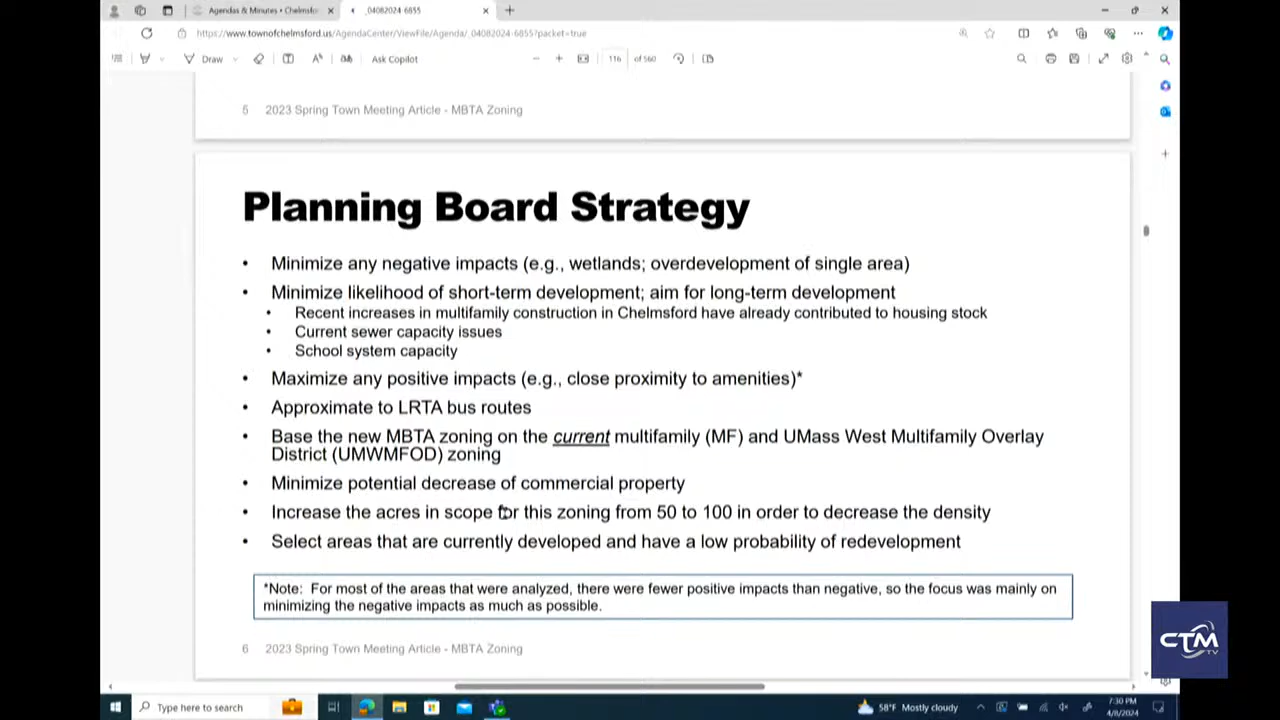 Agendas & Minutes • Chelmsfor
_04082024-6855
https://www.townofchelmsford.us/AgendaCenter/ViewFile/Agenda/_04082024-6855?packet=true
Draw
Ask Copilot
116
of 560
5 2023 Spring Town Meeting Article - MBTA Zoning
Planning Board Strategy
• Minimize any negative impacts (e.g., wetlands; overdevelopment of single area)
• Minimize likelihood of short-term development; aim for long-term development
• Recent increases in multifamily construction in Chelmsford have already contributed to housing stock
• Current sewer capacity issues
• School system capacity
• Maximize any positive impacts (e.g., close proximity to amenities)*
• Approximate to LRTA bus routes
• Base the new MBTA zoning on the current multifamily (MF) and UMass West Multifamily Overlay
District (UMWMFOD) zoning
• Minimize potential decrease of commercial property
• Increase the acres in scope for this zoning from 50 to 100 in order to decrease the density
• Select areas that are currently developed and have a low probability of redevelopment
*Note: For most of the areas that were analyzed, there were fewer positive impacts than negative, so the focus was mainly on
minimizing the negative impacts as much as possible.
6 2023 Spring Town Meeting Article - MBTA Zoning
CTM
TV
Type here to search
58°F Mostly cloudy
7:30 PM
4/8/2024